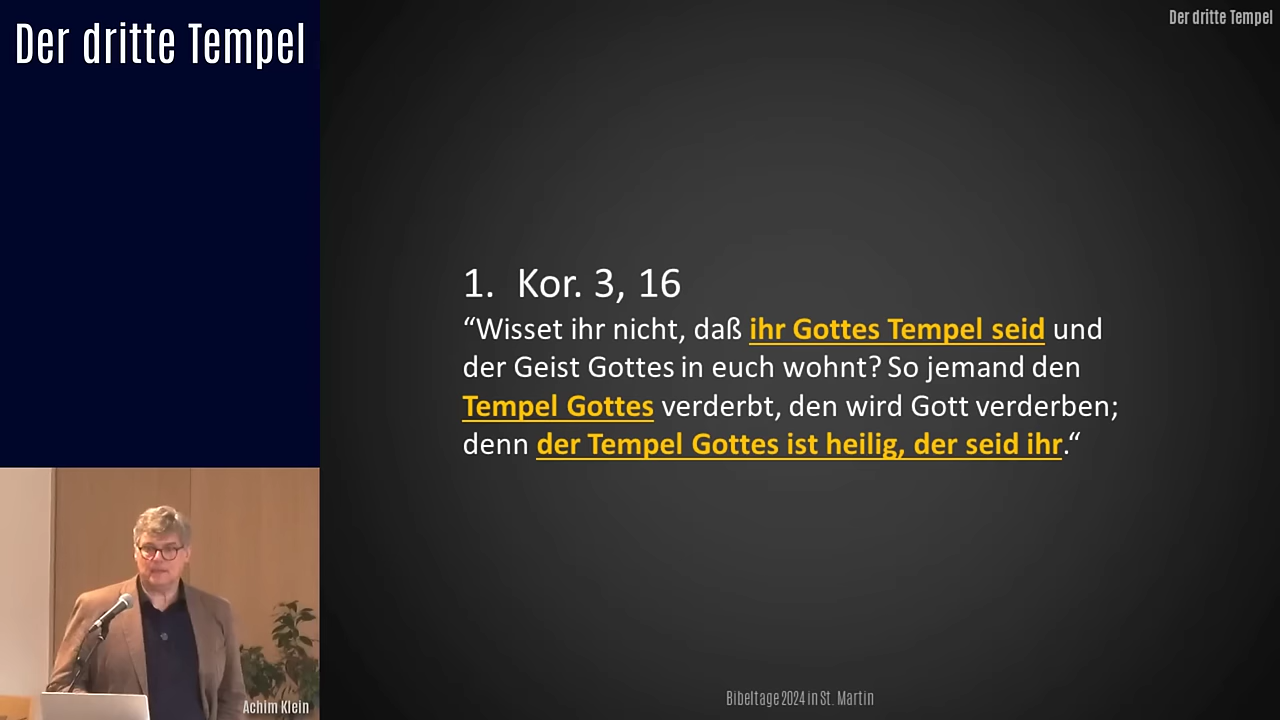 Der dritte Tempel
Der dritte Tempel
1. Kor. 3, 16
“Wisset ihr nicht, daß ihr Gottes Tempel seid und
der Geist Gottes in euch wohnt? So jemand den
Tempel Gottes verderbt, den wird Gott verderben;
denn der Tempel Gottes ist heilig, der seid ihr.“
Achim Klein
Bibeltage 2024 in St. Martin